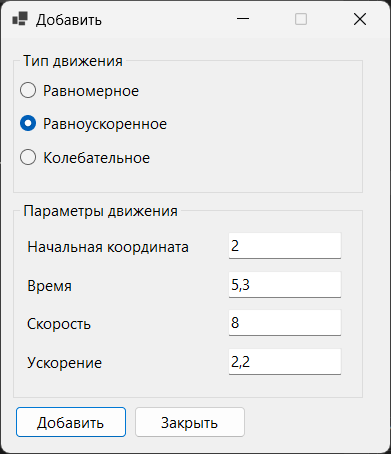 Добавить
Тип движения
Равномерное
Равноускоренное
Колебательное
Параметры движения
Начальная координата 2
Время 5,3
Скорость 8
Ускорение 2,2
Добавить Закрыть